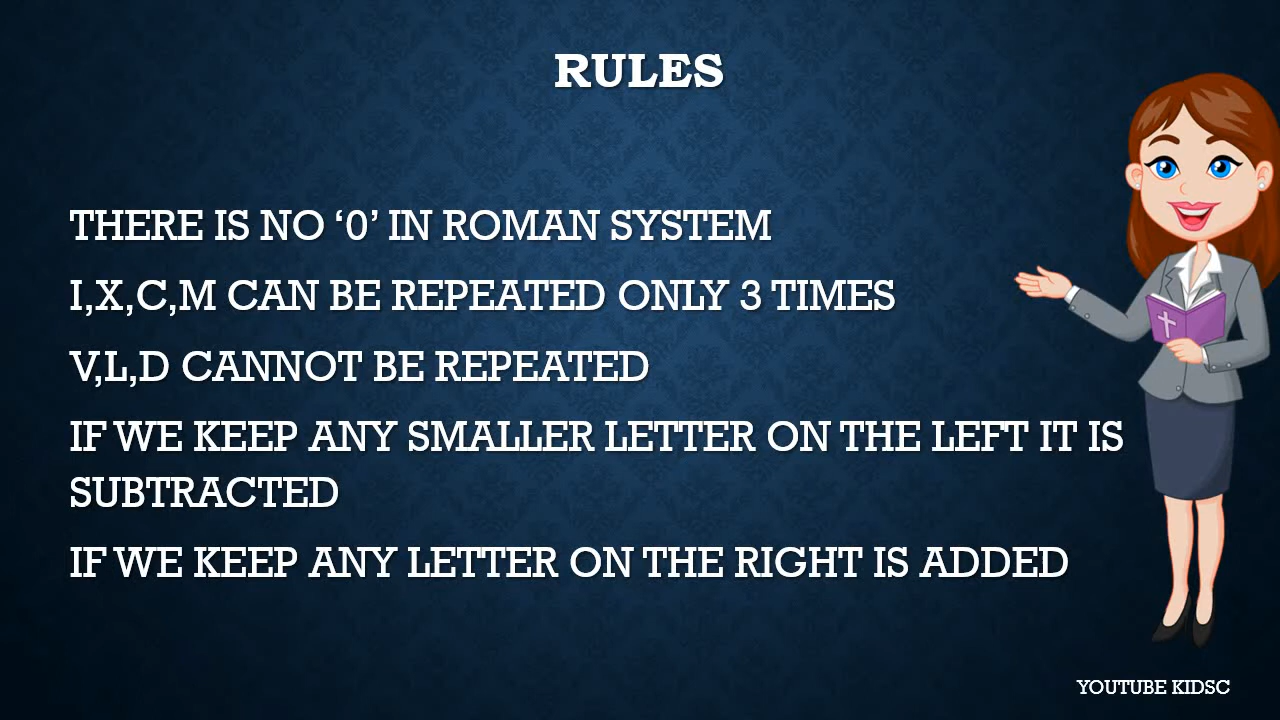 RULES
THERE IS NO ‘0’ IN ROMAN SYSTEM
I,X,C,M CAN BE REPEATED ONLY 3 TIMES
V,L,D CANNOT BE REPEATED
IF WE KEEP ANY SMALLER LETTER ON THE LEFT IT IS
SUBTRACTED
IF WE KEEP ANY LETTER ON THE RIGHT IS ADDED
YOUTUBE KIDSC